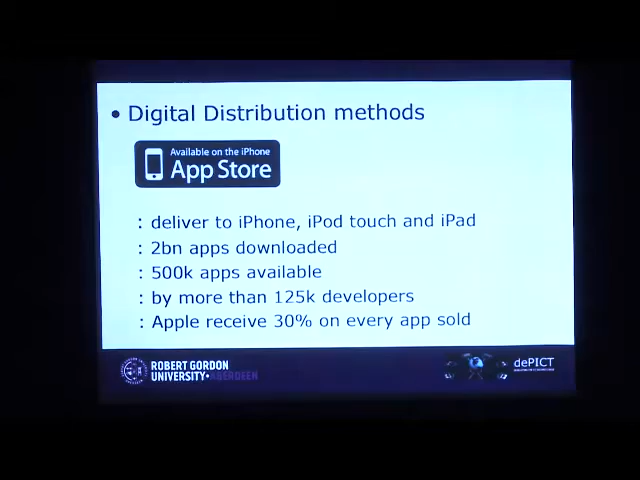 • Digital Distribution methods
Available on the iPhone
App Store
: deliver to iPhone, iPod touch and iPad
: 2bn apps downloaded
: 500k apps available
: by more than 125k developers
: Apple receive 30% on every app sold
ROBERT GORDON
UNIVERSITY•ABERDEEN
dePICT